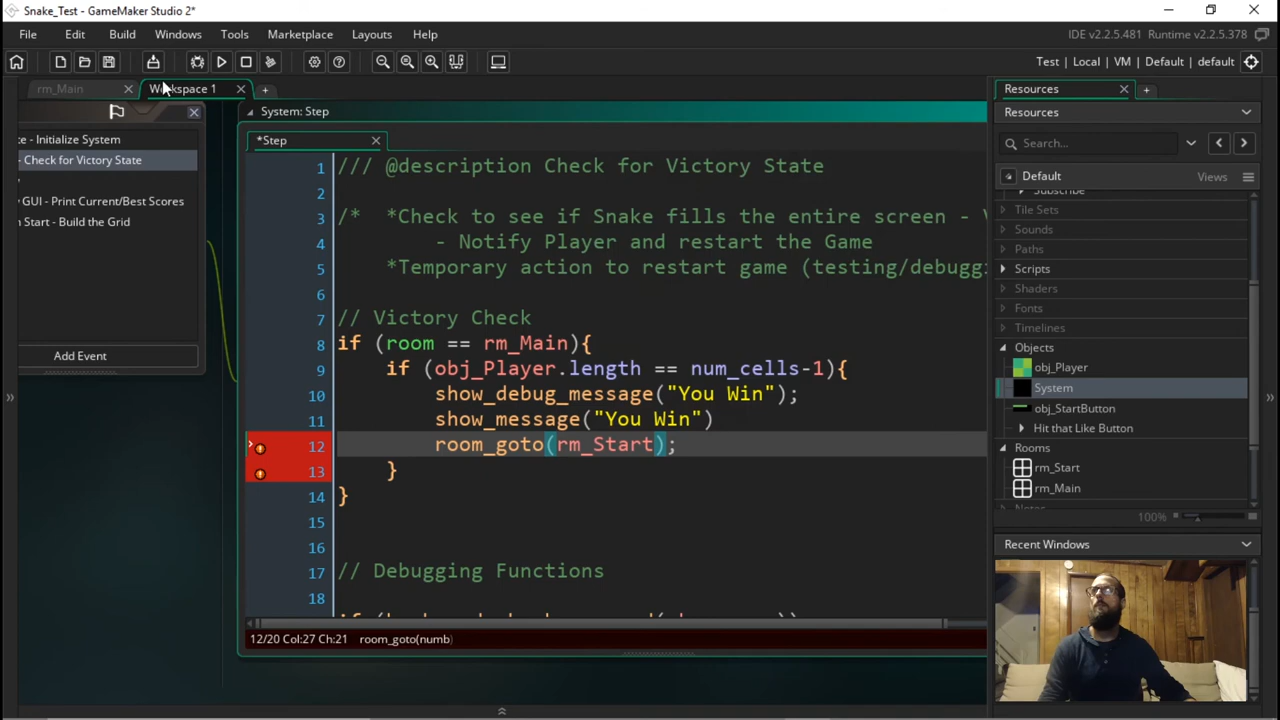 Snake_Test - GameMaker Studio 2*
File Edit Build Windows Tools Marketplace Layouts Help
IDE v2.2.5.481 Runtime v2.2.5.378
Test | Local | VM | Default | default
rm_Main
Workspace 1
- Initialize System
- Check for Victory State
GUI - Print Current/Best Scores
Start - Build the Grid
Add Event
System: Step
*Step
1 /// @description Check for Victory State
2
3 /* *Check to see if Snake fills the entire screen -
4 - Notify Player and restart the Game
5 *Temporary action to restart game (testing/debuggi
6
7 // Victory Check
8 if (room == rm_Main){
9 if (obj_Player.length == num_cells-1){
10 show_debug_message("You Win");
11 show_message("You Win")
12 room_goto(rm_Start);
13 }
14 }
15
16
17 // Debugging Functions
18
12/20 Col:27 Ch:21 room_goto(numb)
Resources
Resources
Search...
Default Views
Subscribe
Tile Sets
Sounds
Paths
Scripts
Shaders
Fonts
Timelines
Objects
obj_Player
System
obj_StartButton
Hit that Like Button
Rooms
rm_Start
rm_Main
100%
Recent Windows